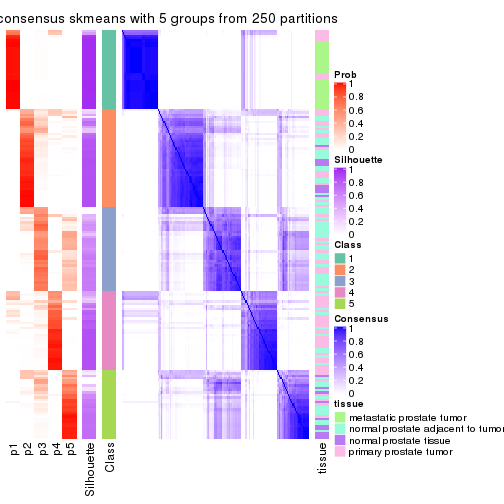 consensus skmeans with 5 groups from 250 partitions
Prob
1
0.8
0.6
0.4
0.2
0
Silhouette
1
0.8
0.6
0.4
0.2
0
Class
1
2
3
4
5
Consensus
1
0.8
0.6
0.4
0.2
0
tissue
metastatic prostate tumor
normal prostate adjacent to tumor
normal prostate tissue
primary prostate tumor
p1
p2
p3
p4
p5
Silhouette
Class
tissue